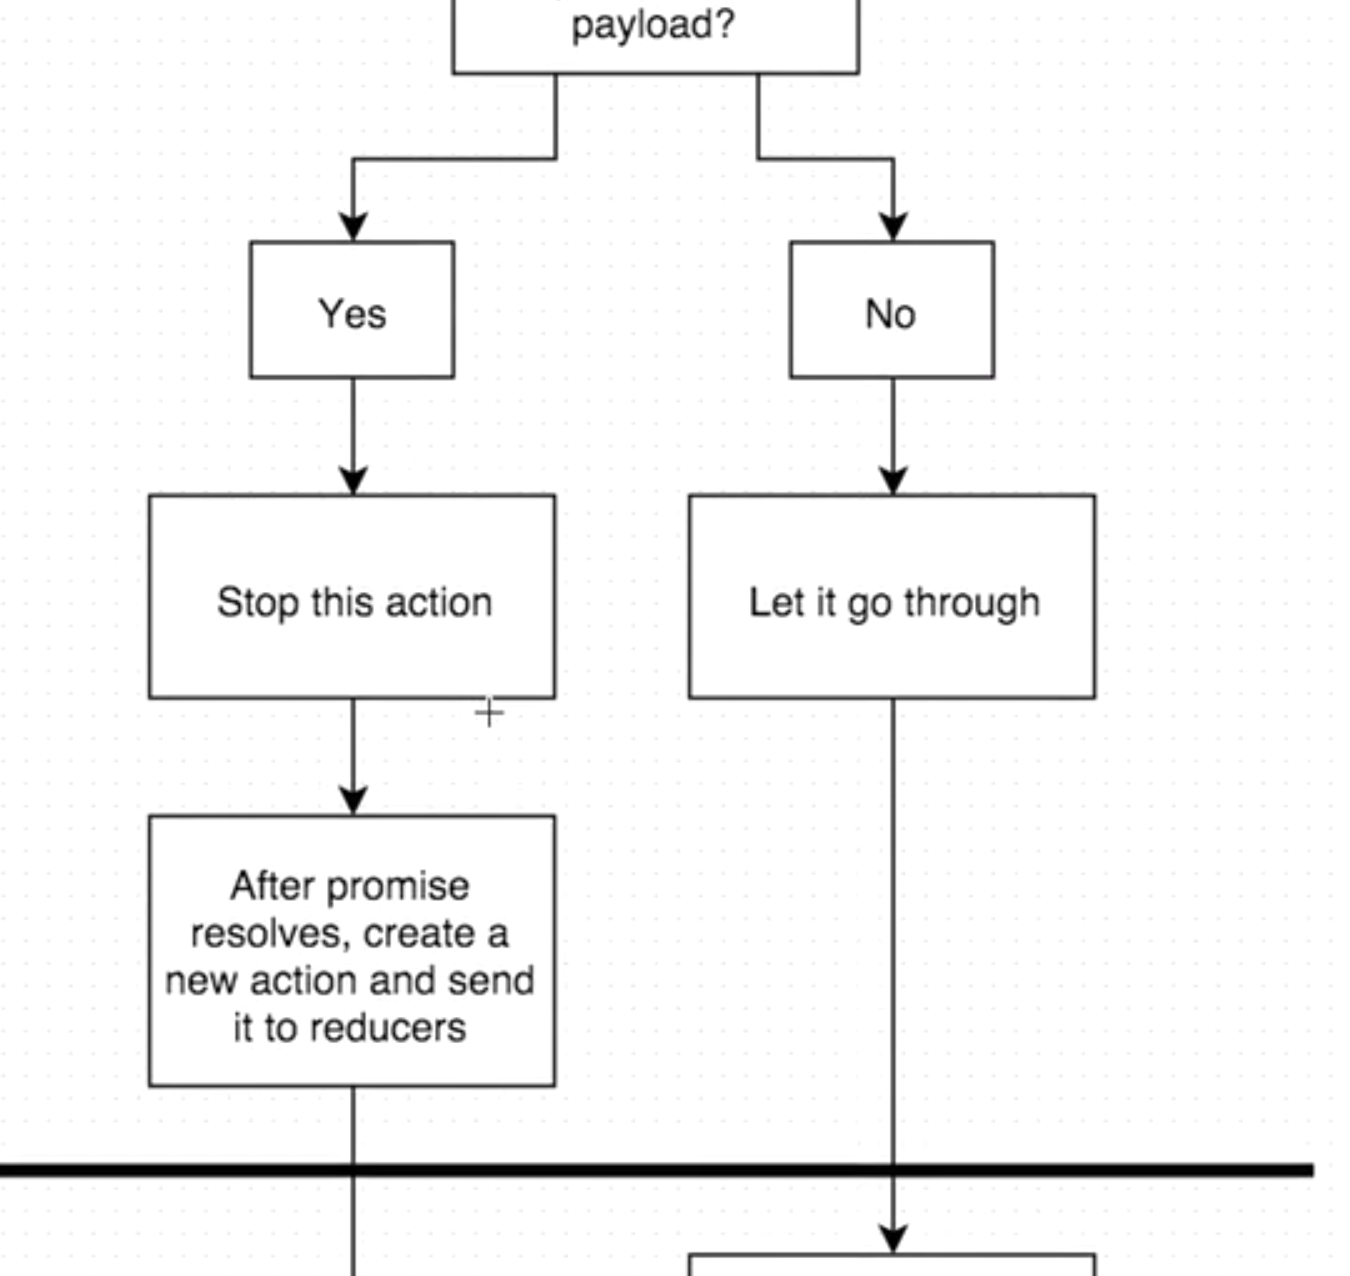 payload?
Yes
No
Stop this action
Let it go through
After promise
resolves, create a
new action and send
it to reducers